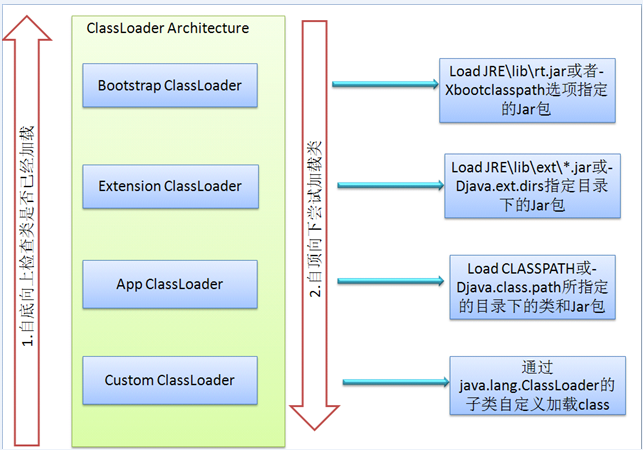 ClassLoader Architecture
Bootstrap ClassLoader
Extension ClassLoader
App ClassLoader
Custom ClassLoader
1.自底向上检查类是否已经加载
2.自顶向下尝试加载类
Load JRE\lib\rt.jar或者-
Xbootclasspath选项指定
的Jar包
Load JRE\lib\ext\*.jar或-
Djava.ext.dirs指定目录
下的Jar包
Load CLASSPATH或-
Djava.class.path所指定
的目录下的类和Jar包
通过
java.lang.ClassLoader的
子类自定义加载class